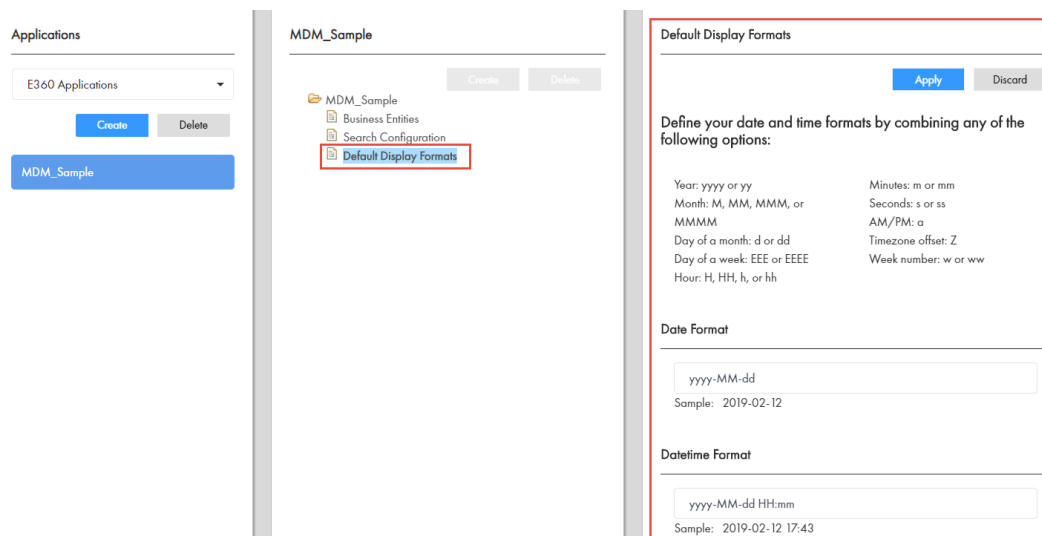 Applications
E360 Applications
Create Delete
MDM_Sample
MDM_Sample
Create Delete
MDM_Sample
Business Entities
Search Configuration
Default Display Formats
Default Display Formats
Apply Discard
Define your date and time formats by combining any of the
following options:
Year: yyyy or yy
Month: M, MM, MMM, or
MMMM
Day of a month: d or dd
Day of a week: EEE or EEEE
Hour: H, HH, h, or hh
Minutes: m or mm
Seconds: s or ss
AM/PM: a
Timezone offset: Z
Week number: w or ww
Date Format
yyyy-MM-dd
Sample: 2019-02-12
Datetime Format
yyyy-MM-dd HH:mm
Sample: 2019-02-12 17:43